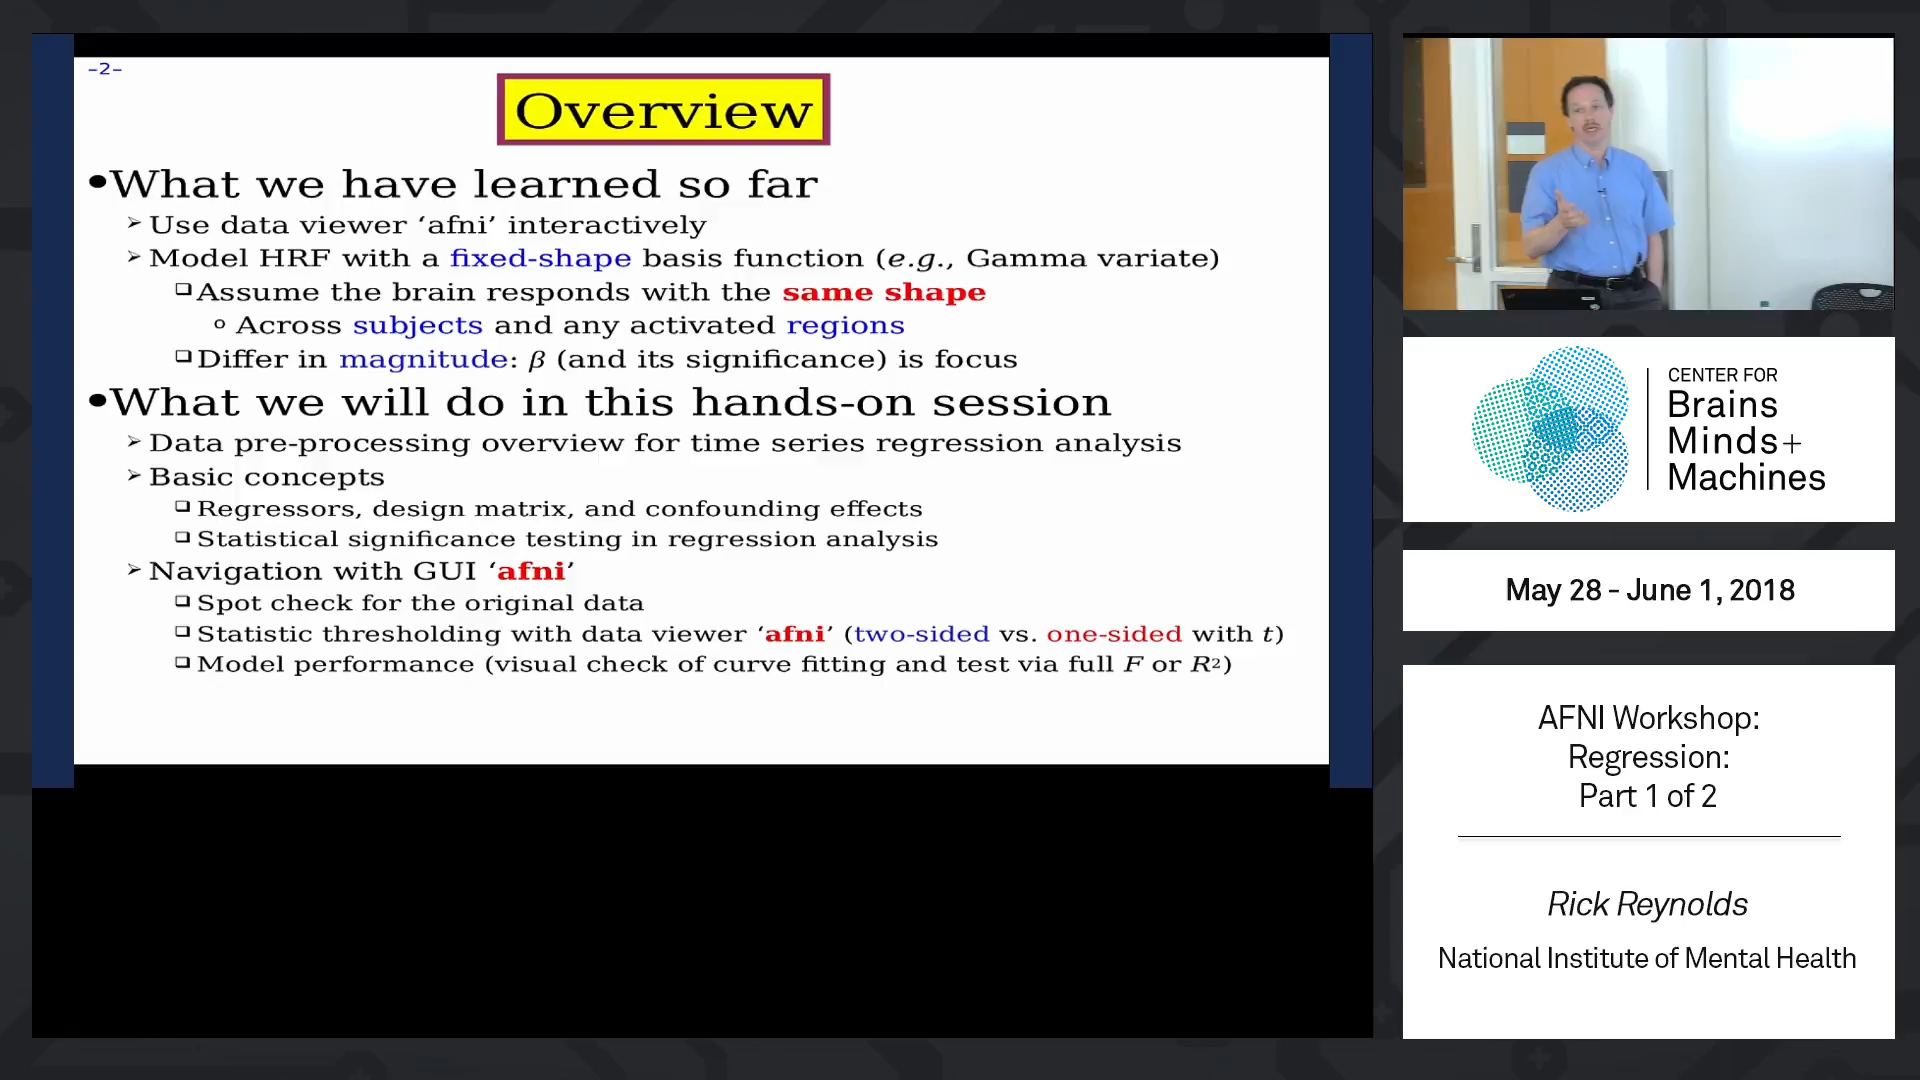 –2–
Overview
•What we have learned so far
➢ Use data viewer ‘afni’ interactively
➢ Model HRF with a fixed-shape basis function (e.g., Gamma variate)
❑ Assume the brain responds with the same shape
o Across subjects and any activated regions
❑ Differ in magnitude: β (and its significance) is focus
•What we will do in this hands-on session
➢ Data pre-processing overview for time series regression analysis
➢ Basic concepts
❑ Regressors, design matrix, and confounding effects
❑ Statistical significance testing in regression analysis
➢ Navigation with GUI ‘afni’
❑ Spot check for the original data
❑ Statistic thresholding with data viewer ‘afni’ (two-sided vs. one-sided with t)
❑ Model performance (visual check of curve fitting and test via full F or R²)
CENTER FOR
Brains
Minds+
Machines
May 28 - June 1, 2018
AFNI Workshop:
Regression:
Part 1 of 2
Rick Reynolds
National Institute of Mental Health